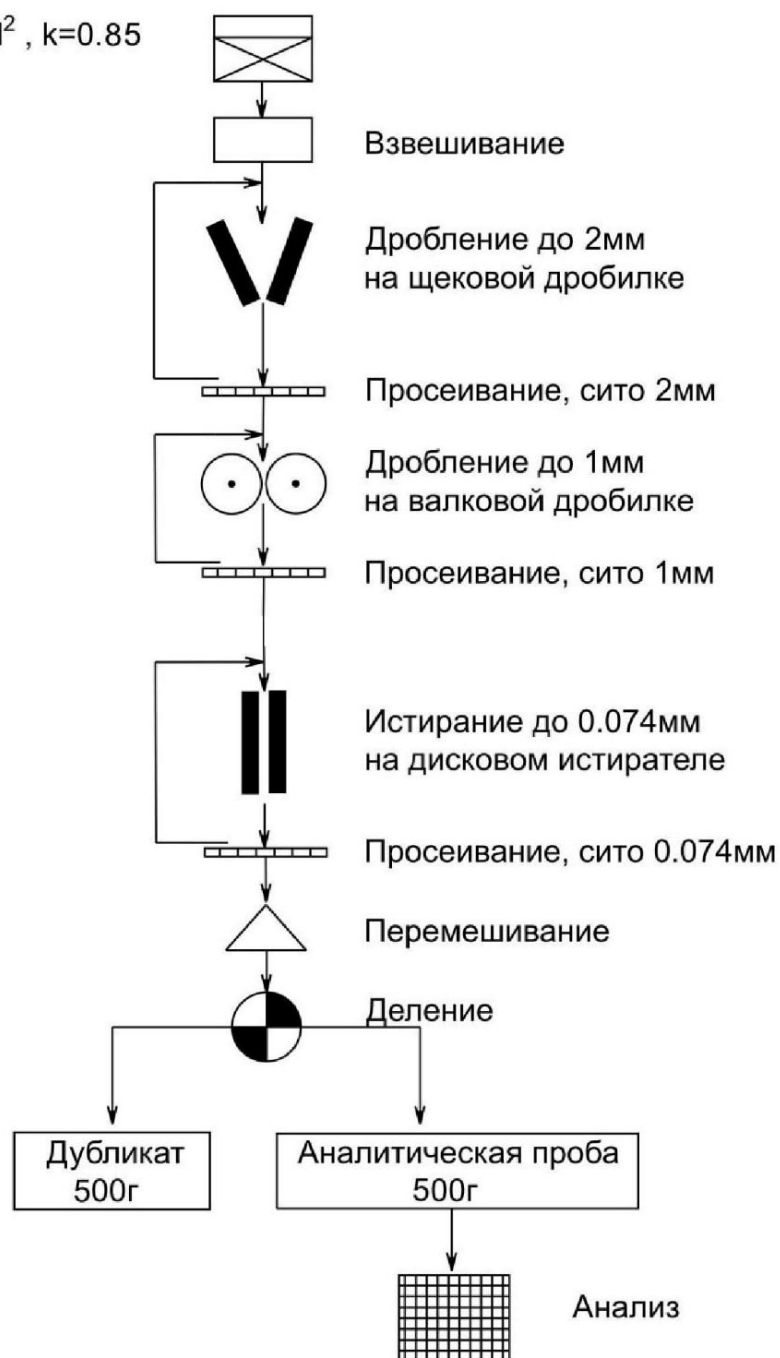 ², k=0.85
Взвешивание
Дробление до 2мм
на щековой дробилке
Просеивание, сито 2мм
Дробление до 1мм
на валковой дробилке
Просеивание, сито 1мм
Истирание до 0.074мм
на дисковом истирателе
Просеивание, сито 0.074мм
Перемешивание
Деление
Дубликат
500г
Аналитическая проба
500г
Анализ